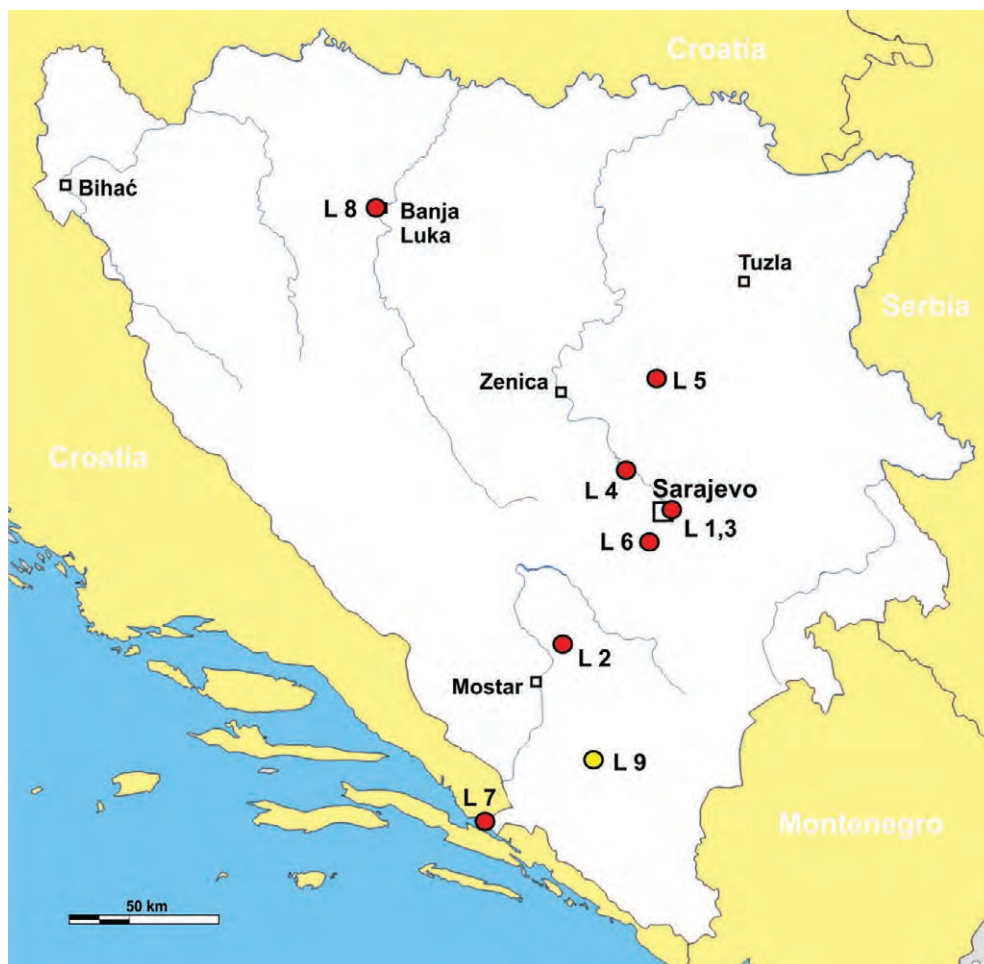 Croatia
Bihać
L 8
Banja
Luka
Tuzla
Serbia
Zenica
L 5
Croatia
L 4
Sarajevo
L 1,3
L 6
L 2
Mostar
L 9
L 7
Montenegro
50 km